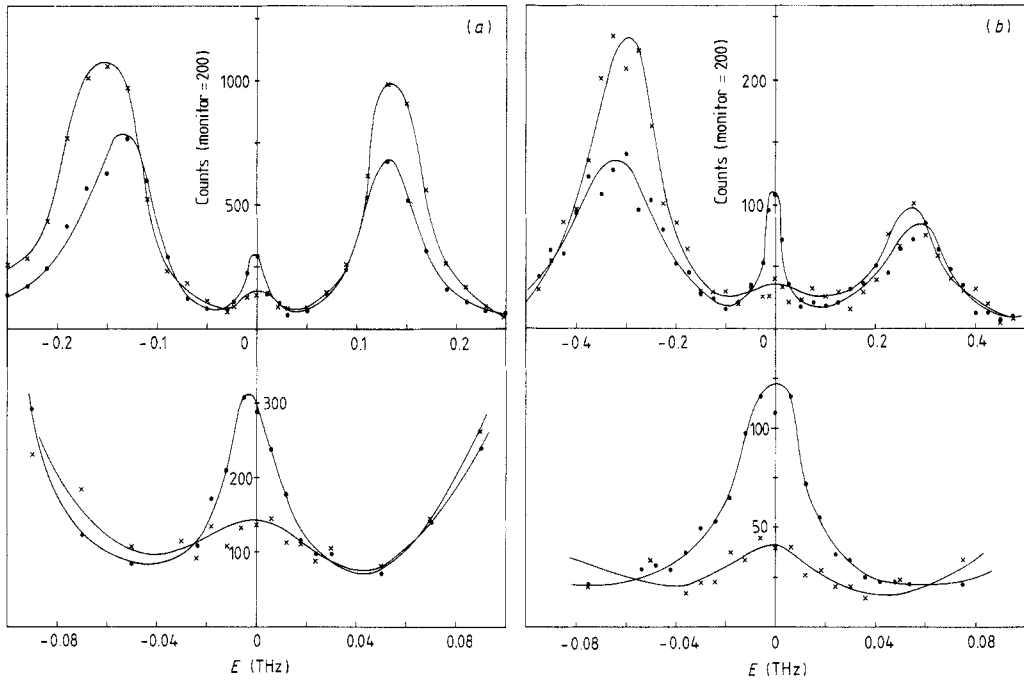 (a)
Counts (monitor = 200)
1000
500
-0.2 -0.1 0 0.1 0.2
300
200
100
-0.08 -0.04 0 0.04 0.08
E (THz)
(b)
Counts (monitor = 200)
200
100
-0.4 -0.2 0 0.2 0.4
100
50
-0.08 -0.04 0 0.04 0.08
E (THz)